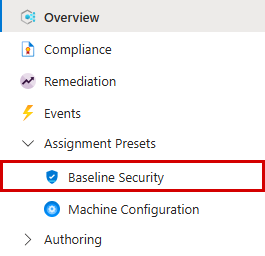 Overview
Compliance
Remediation
Events
Assignment Presets
Baseline Security
Machine Configuration
Authoring